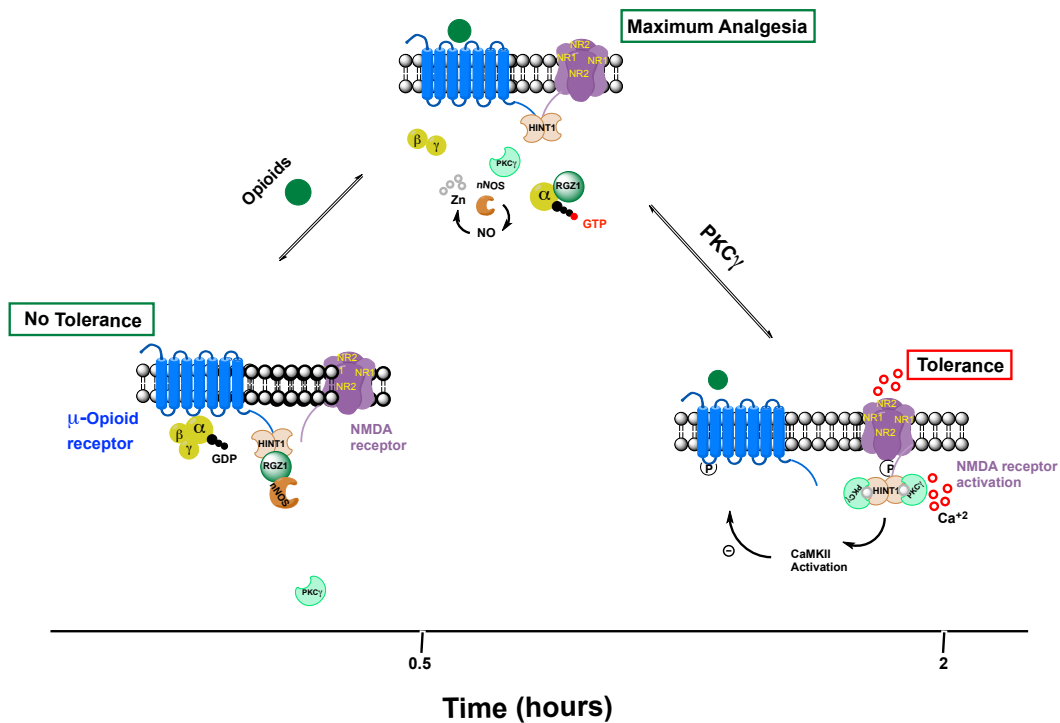 Maximum Analgesia
NR2
NR1
NR1
NR2
HINT1
β
γ
PKCγ
Opioids
Zn
nNOS
NO
α
RGZ1
GTP
PKCγ
No Tolerance
NR2
NR1
NR2
μ-Opioid
receptor
β
α
γ
GDP
HINT1
RGZ1
nNOS
NMDA
receptor
PKCγ
Tolerance
NR2
NR1
NR1
NR2
P
P
NMDA receptor
activation
PKCγ
HINT1
PKCγ
Ca+2
⊖
CaMKII
Activation
0.5
2
Time (hours)